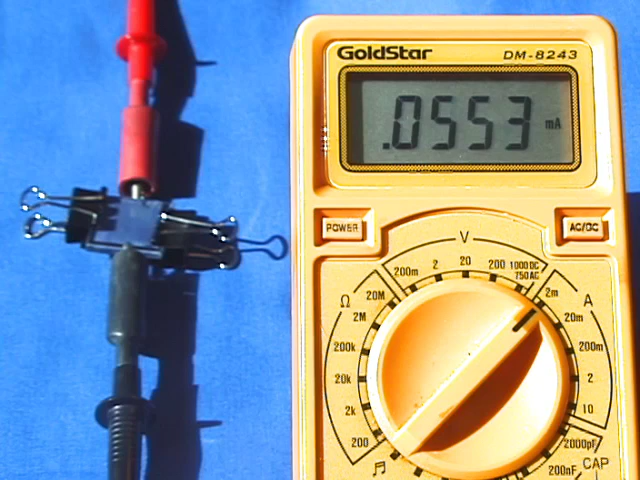 GoldStar
DM-8243
.0553 mA
POWER
AC/DC
V
200m 2 20 200 1000DC
750AC
Ω
20M
2M
200k
20k
2k
200
A
2m
20m
200m
2
10
2000pF
200nF
CAP